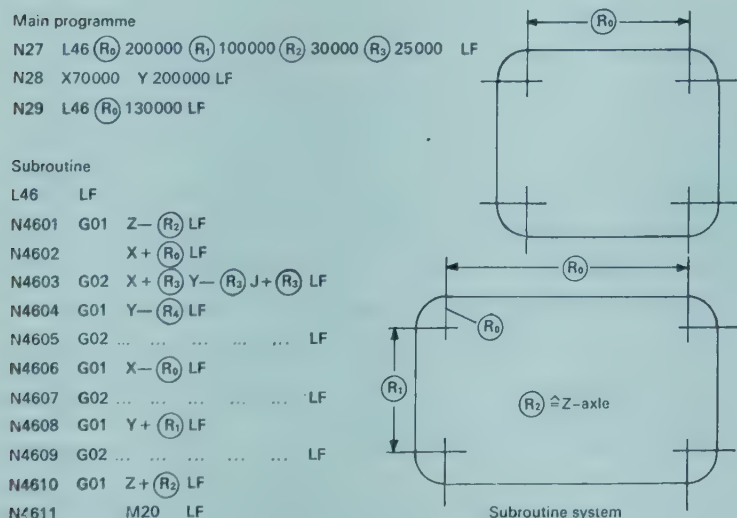 Main programme
N27 L46 R₀ 200000 R₁ 100000 R₂ 30000 R₃ 25000 LF
N28 X70000 Y 200000 LF
N29 L46 R₀ 130000 LF
Subroutine
L46 LF
N4601 G01 Z— R₂ LF
N4602 X + R₀ LF
N4603 G02 X + R₃ Y— R₃ J+ R₃ LF
N4604 G01 Y— R₄ LF
N4605 G02 ... ... ... ... ... LF
N4606 G01 X— R₀ LF
N4607 G02 ... ... ... ... ... LF
N4608 G01 Y + R₁ LF
N4609 G02 ... ... ... ... ... LF
N4610 G01 Z + R₂ LF
N4611 M20 LF
R₀
R₀
R₀
R₁
R₂ ≙ Z-axle
Subroutine system